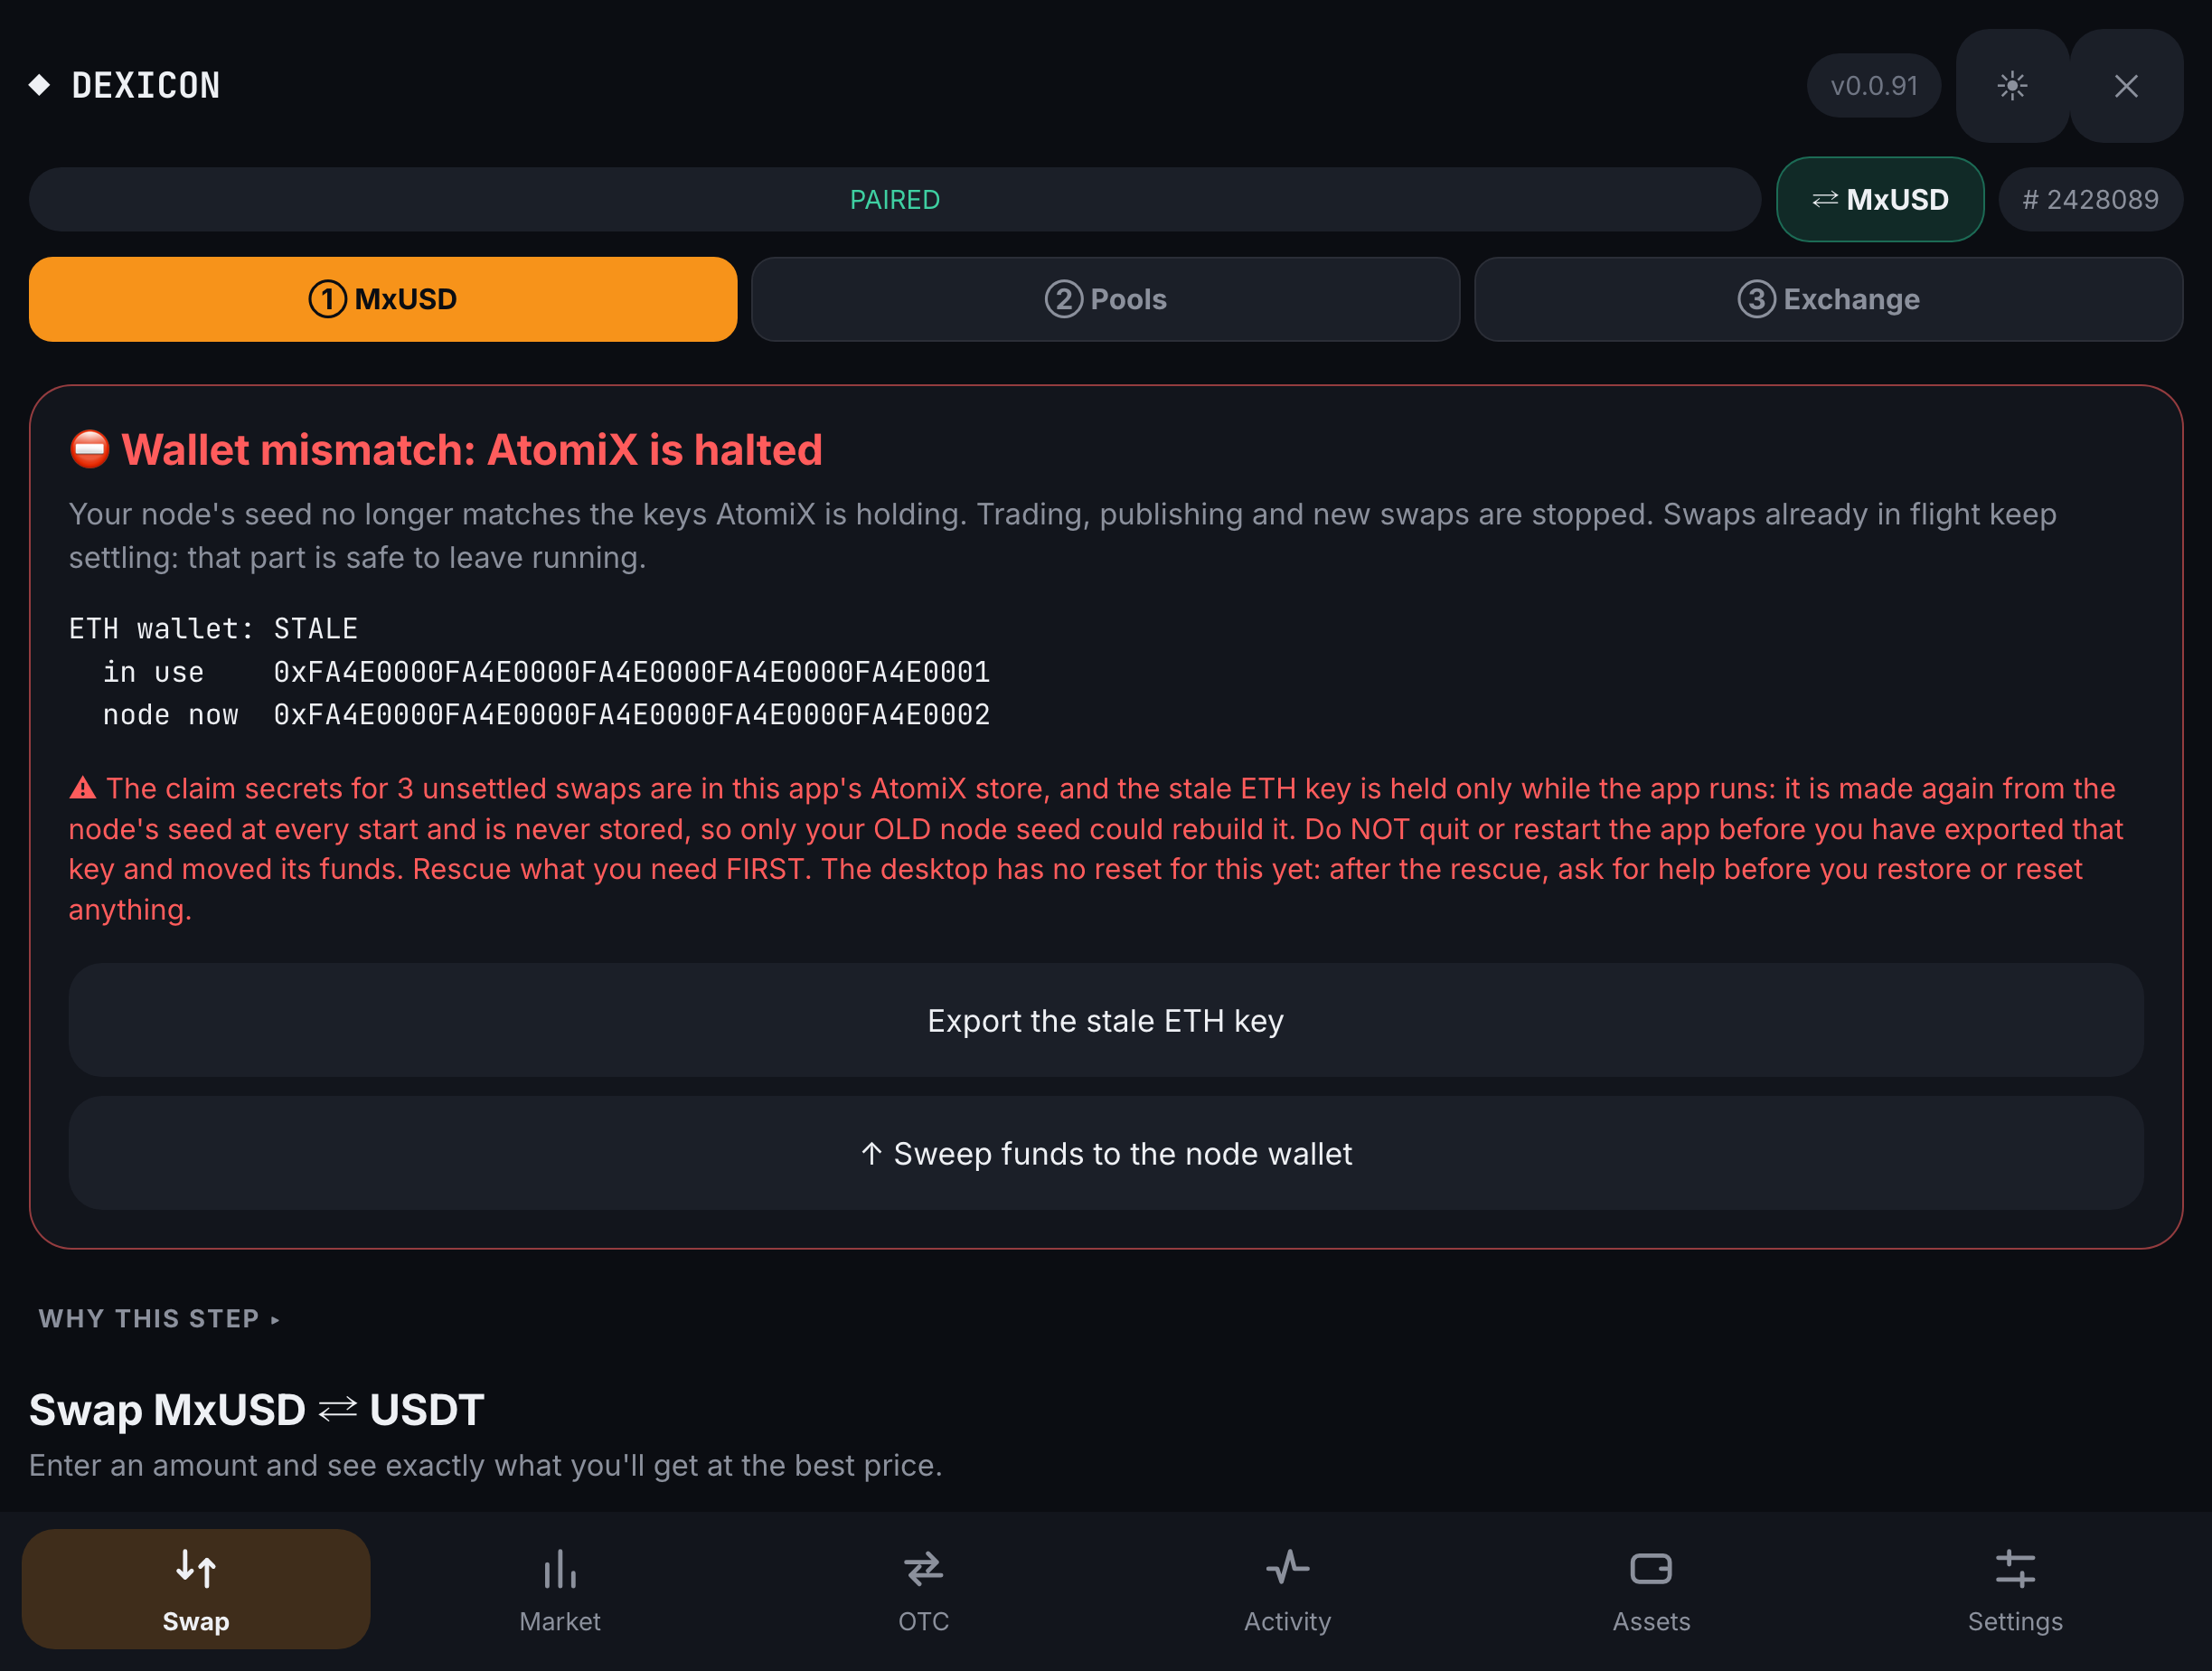 ◆ DEXICON
v0.0.91
PAIRED
⇄ MxUSD
# 2428089
① MxUSD
② Pools
③ Exchange
⛔ Wallet mismatch: AtomiX is halted
Your node's seed no longer matches the keys AtomiX is holding. Trading, publishing and new swaps are stopped. Swaps already in flight keep
settling: that part is safe to leave running.
ETH wallet: STALE
in use 0xFA4E0000FA4E0000FA4E0000FA4E0000FA4E0001
node now 0xFA4E0000FA4E0000FA4E0000FA4E0000FA4E0002
⚠ The claim secrets for 3 unsettled swaps are in this app's AtomiX store, and the stale ETH key is held only while the app runs: it is made again from the
node's seed at every start and is never stored, so only your OLD node seed could rebuild it. Do NOT quit or restart the app before you have exported that
key and moved its funds. Rescue what you need FIRST. The desktop has no reset for this yet: after the rescue, ask for help before you restore or reset
anything.
Export the stale ETH key
↑ Sweep funds to the node wallet
WHY THIS STEP ▸
Swap MxUSD ⇄ USDT
Enter an amount and see exactly what you'll get at the best price.
Swap
Market
OTC
Activity
Assets
Settings